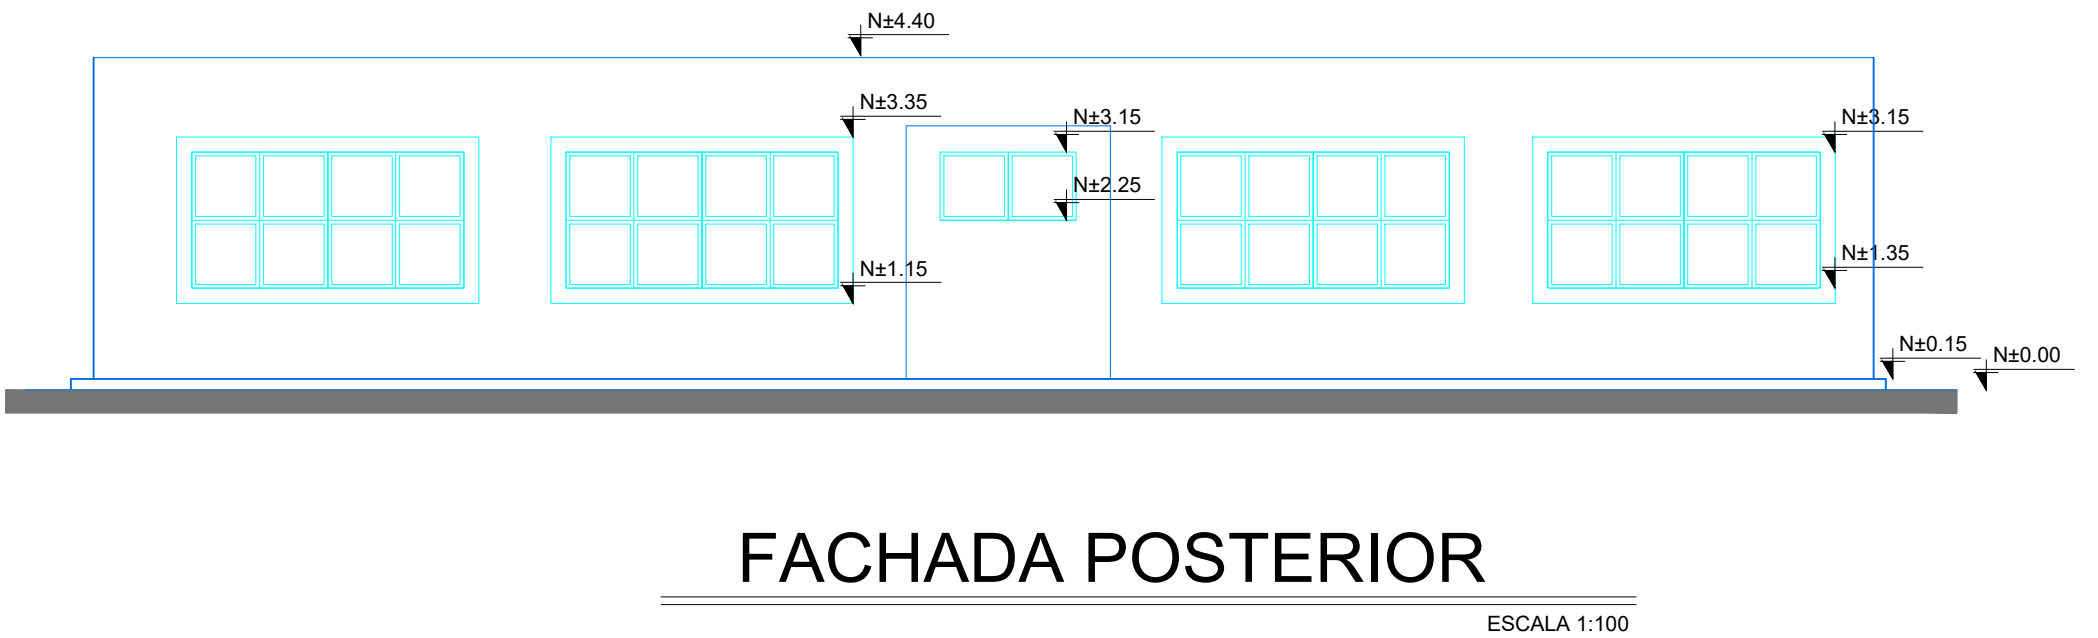 N±4.40
N±3.35
N±3.15
N±3.15
N±2.25
N±1.15
N±1.35
N±0.15
N±0.00
FACHADA POSTERIOR
ESCALA 1:100